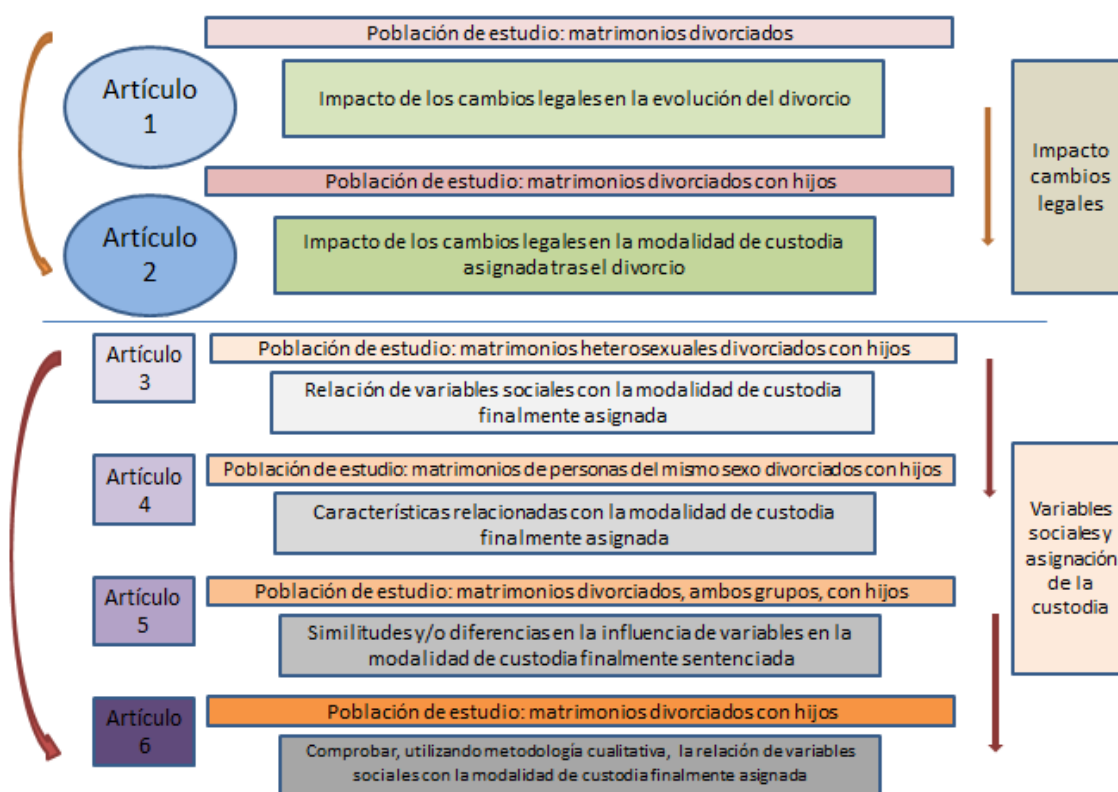 Población de estudio: matrimonios divorciados
Artículo
1
Impacto de los cambios legales en la evolución del divorcio
Población de estudio: matrimonios divorciados con hijos
Artículo
2
Impacto de los cambios legales en la modalidad de custodia
asignada tras el divorcio
Impacto
cambios
legales
Artículo
3
Población de estudio: matrimonios heterosexuales divorciados con hijos
Relación de variables sociales con la modalidad de custodia
finalmente asignada
Artículo
4
Población de estudio: matrimonios de personas del mismo sexo divorciados con hijos
Características relacionadas con la modalidad de custodia
finalmente asignada
Artículo
5
Población de estudio: matrimonios divorciados, ambos grupos, con hijos
Similitudes y/o diferencias en la influencia de variables en la
modalidad de custodia finalmente sentenciada
Artículo
6
Población de estudio: matrimonios divorciados con hijos
Comprobar, utilizando metodología cualitativa, la relación de variables
sociales con la modalidad de custodia finalmente asignada
Variables
sociales y
asignación
de la
custodia